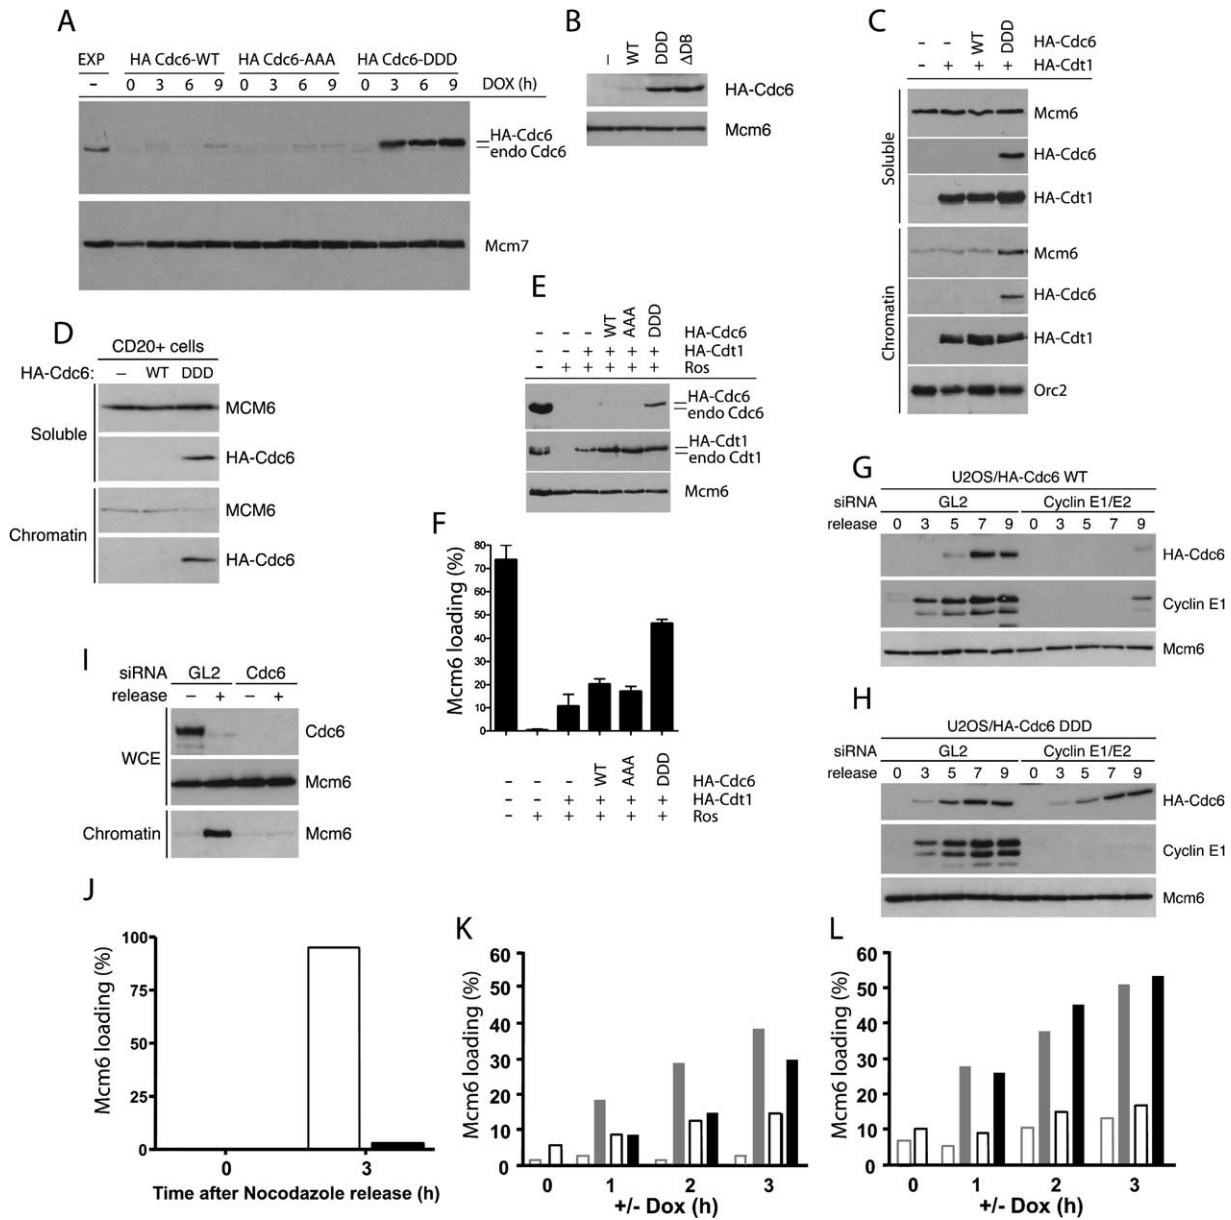 A
EXP HA Cdc6-WT HA Cdc6-AAA HA Cdc6-DDD
– 0 3 6 9 0 3 6 9 0 3 6 9 DOX (h)
HA-Cdc6
endo Cdc6
Mcm7
B
– WT DDD ΔDB
HA-Cdc6
Mcm6
C
– – WT DDD HA-Cdc6
– + + + HA-Cdt1
Soluble
Mcm6
HA-Cdc6
HA-Cdt1
Chromatin
Mcm6
HA-Cdc6
HA-Cdt1
Orc2
D
CD20+ cells
HA-Cdc6: – WT DDD
Soluble
MCM6
HA-Cdc6
Chromatin
MCM6
HA-Cdc6
E
– – – WT AAA DDD HA-Cdc6
– – + + + + HA-Cdt1
– + + + + + Ros
HA-Cdc6
endo Cdc6
HA-Cdt1
endo Cdt1
Mcm6
F
Mcm6 loading (%)
80
70
60
50
40
30
20
10
0
– – – WT AAA DDD HA-Cdc6
– – + + + + HA-Cdt1
– + + + + + Ros
G
U2OS/HA-Cdc6 WT
siRNA GL2 Cyclin E1/E2
release 0 3 5 7 9 0 3 5 7 9
HA-Cdc6
Cyclin E1
Mcm6
H
U2OS/HA-Cdc6 DDD
siRNA GL2 Cyclin E1/E2
release 0 3 5 7 9 0 3 5 7 9
HA-Cdc6
Cyclin E1
Mcm6
I
siRNA GL2 Cdc6
release – + – +
WCE
Cdc6
Mcm6
Chromatin Mcm6
J
Mcm6 loading (%)
100
75
50
25
0
0 3
Time after Nocodazole release (h)
K
Mcm6 loading (%)
60
50
40
30
20
10
0
0 1 2 3
+/- Dox (h)
L
Mcm6 loading (%)
60
50
40
30
20
10
0
0 1 2 3
+/- Dox (h)